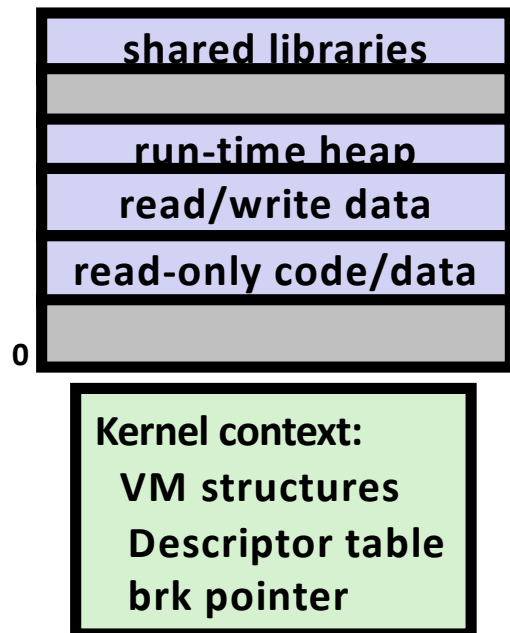 shared libraries
run-time heap
read/write data
read-only code/data
0
Kernel context:
VM structures
Descriptor table
brk pointer